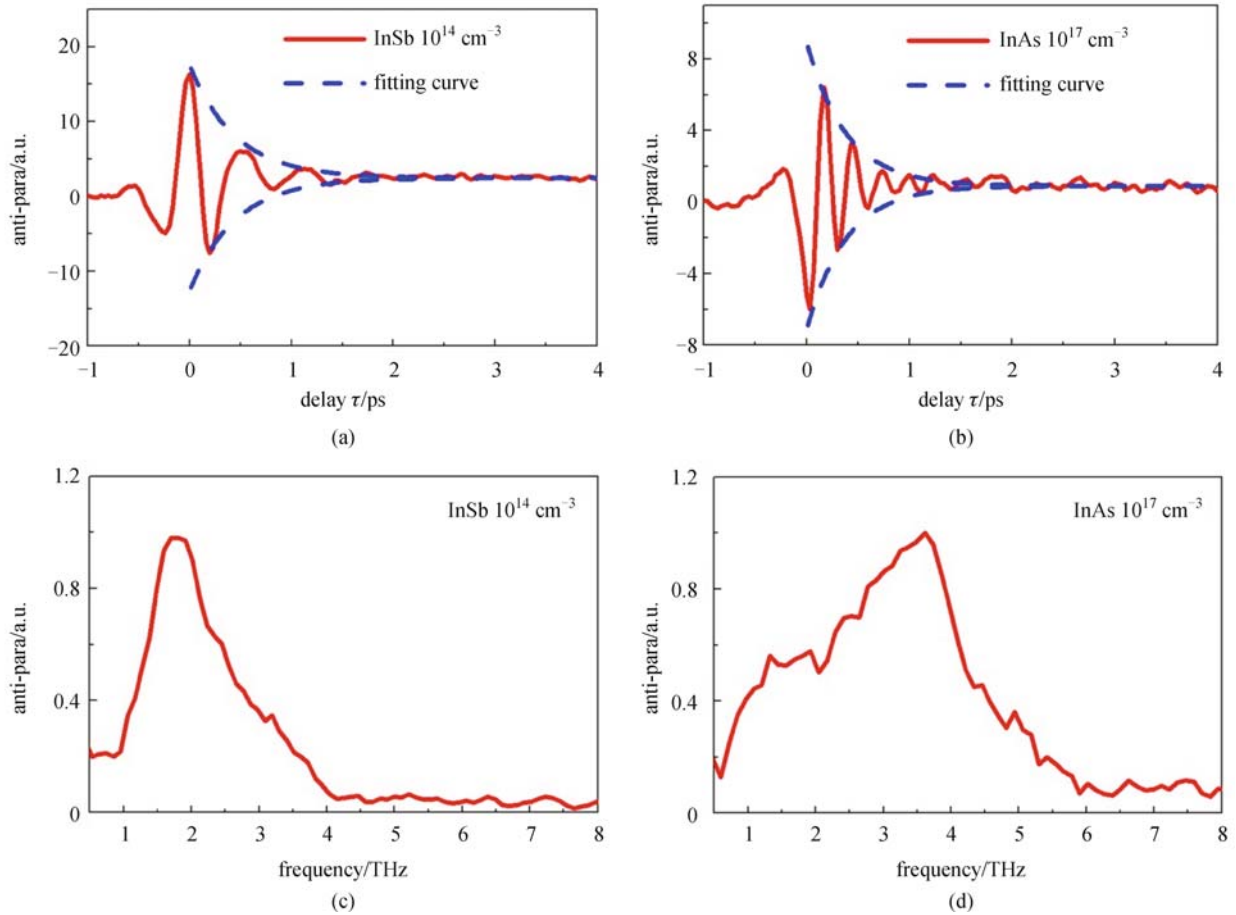 InSb 10¹⁴ cm⁻³
fitting curve
anti-para/a.u.
20
10
0
−10
−20
−1 0 1 2 3 4
delay τ/ps
(a)
InAs 10¹⁷ cm⁻³
fitting curve
anti-para/a.u.
8
4
0
−4
−8
−1 0 1 2 3 4
delay τ/ps
(b)
InSb 10¹⁴ cm⁻³
anti-para/a.u.
1.2
0.8
0.4
0
1 2 3 4 5 6 7 8
frequency/THz
(c)
InAs 10¹⁷ cm⁻³
anti-para/a.u.
1.2
0.8
0.4
0
1 2 3 4 5 6 7 8
frequency/THz
(d)